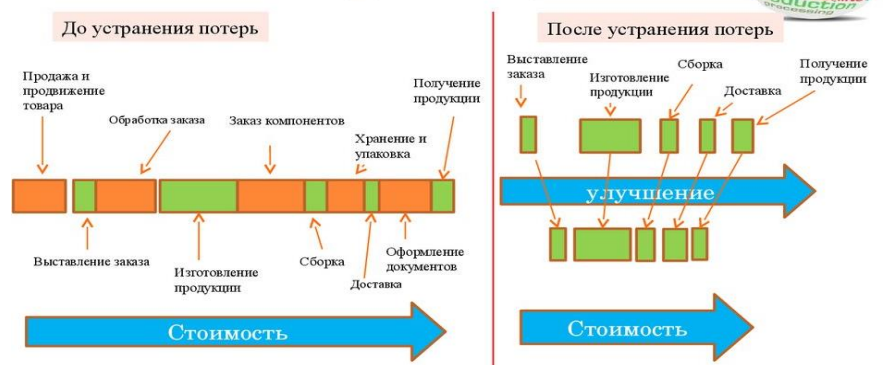 До устранения потерь
Продажа и
продвижение
товара
Обработка заказа
Заказ компонентов
Хранение и
упаковка
Получение
продукции
Выставление заказа
Изготовление
продукции
Сборка
Доставка
Оформление
документов
Стоимость
После устранения потерь
Выставление
заказа
Изготовление
продукции
Сборка
Доставка
Получение
продукции
улучшение
Стоимость
processing